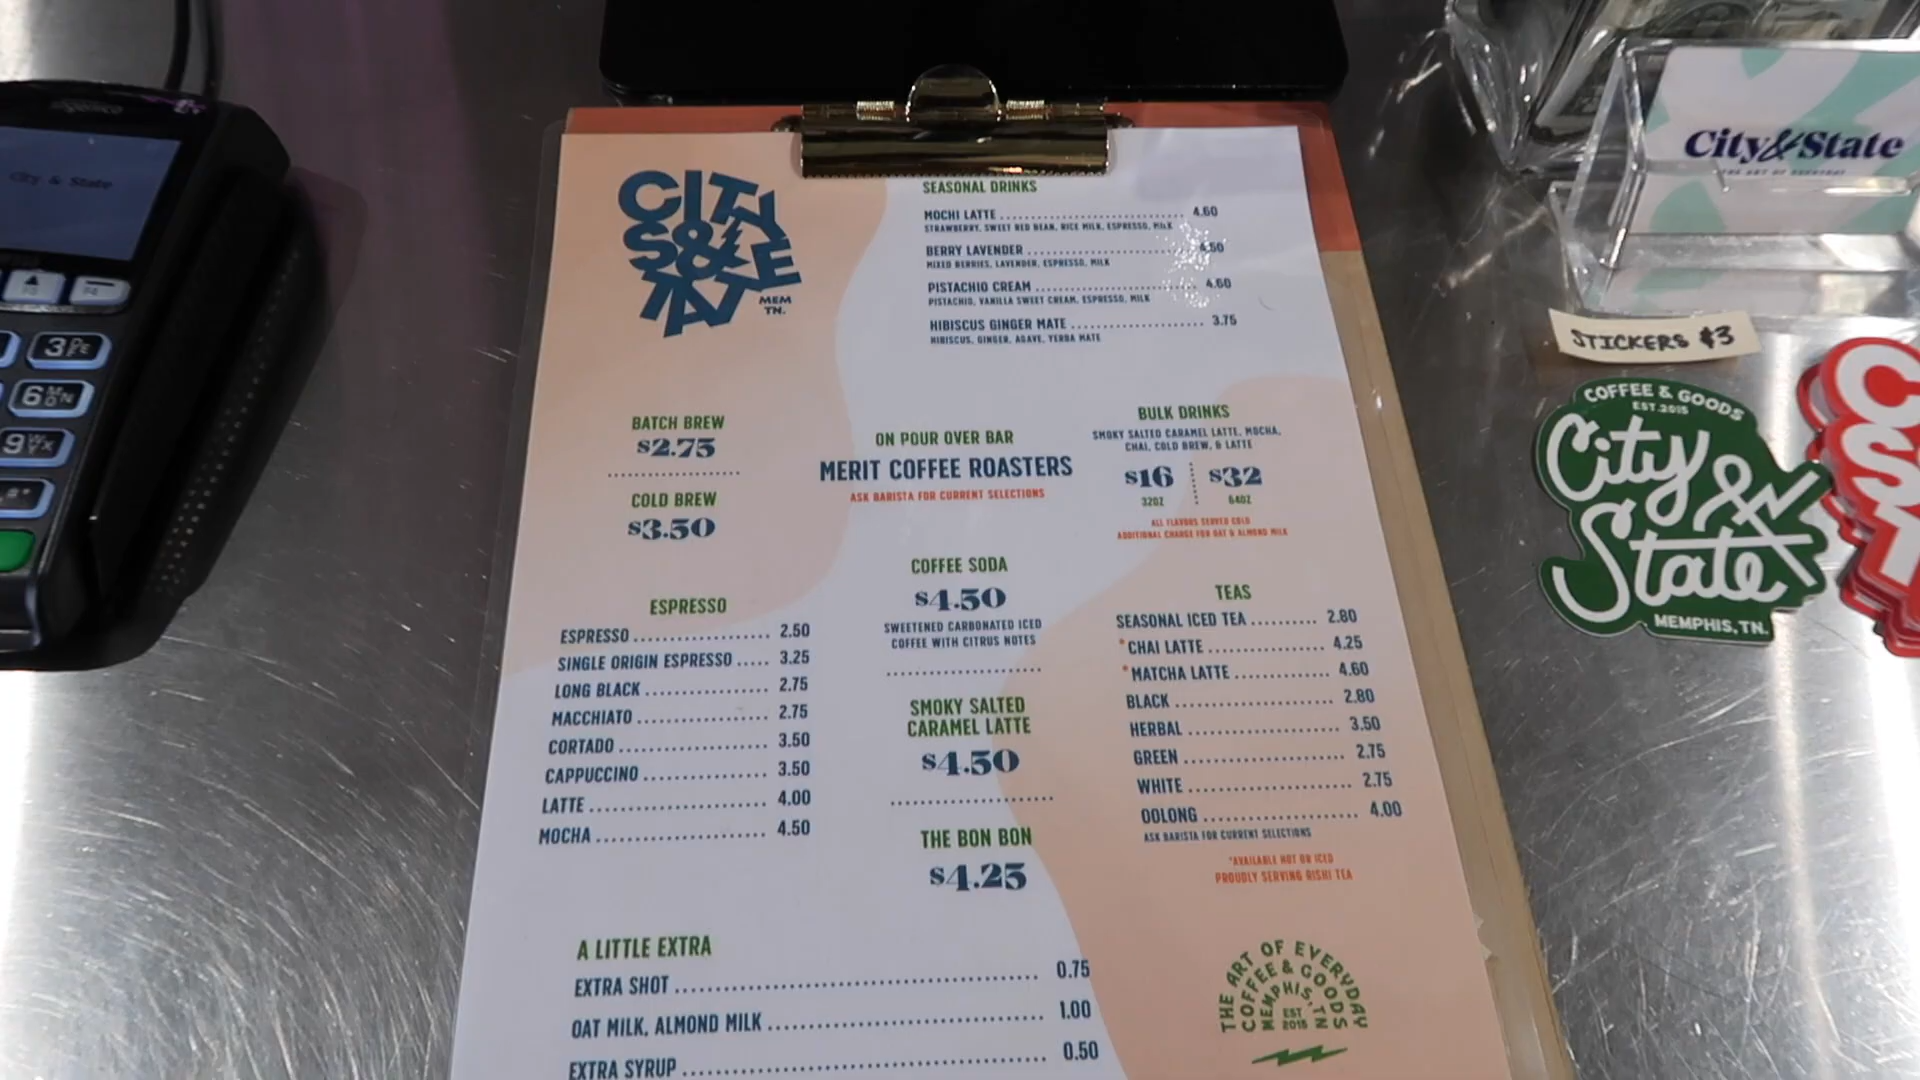 City & State
3
6
9
CITY
S&
TATE
MEM
TN.
SEASONAL DRINKS
MOCHI LATTE 4.60
STRAWBERRY, SWEET RED BEAN, RICE MILK, ESPRESSO, MILK
BERRY LAVENDER 4.50
MIXED BERRIES, LAVENDER, ESPRESSO, MILK
PISTACHIO CREAM 4.60
PISTACHIO, VANILLA SWEET CREAM, ESPRESSO, MILK
HIBISCUS GINGER MATE 3.75
HIBISCUS, GINGER, AGAVE, YERBA MATE
BATCH BREW
$2.75
COLD BREW
$3.50
ON POUR OVER BAR
MERIT COFFEE ROASTERS
ASK BARISTA FOR CURRENT SELECTIONS
BULK DRINKS
SMOKY SALTED CARAMEL LATTE, MOCHA,
CHAI, COLD BREW, & LATTE
$16 $32
32OZ 64OZ
ALL FLAVORS SERVED COLD
ADDITIONAL CHARGE FOR OAT & ALMOND MILK
ESPRESSO
ESPRESSO 2.50
SINGLE ORIGIN ESPRESSO 3.25
LONG BLACK 2.75
MACCHIATO 2.75
CORTADO 3.50
CAPPUCCINO 3.50
LATTE 4.00
MOCHA 4.50
COFFEE SODA
$4.50
SWEETENED CARBONATED ICED
COFFEE WITH CITRUS NOTES
SMOKY SALTED
CARAMEL LATTE
$4.50
THE BON BON
$4.25
TEAS
SEASONAL ICED TEA 2.80
*CHAI LATTE 4.25
*MATCHA LATTE 4.60
BLACK 2.80
HERBAL 3.50
GREEN 2.75
WHITE 2.75
OOLONG 4.00
ASK BARISTA FOR CURRENT SELECTIONS
*AVAILABLE HOT OR ICED
PROUDLY SERVING RISHI TEA
A LITTLE EXTRA
EXTRA SHOT 0.75
OAT MILK, ALMOND MILK 1.00
EXTRA SYRUP 0.50
THE ART OF EVERYDAY
COFFEE & GOODS
MEMPHIS, TN
EST
2015
City & State
THE ART OF EVERYDAY
STICKERS $3
COFFEE & GOODS
EST. 2015
City &
State
MEMPHIS, TN.